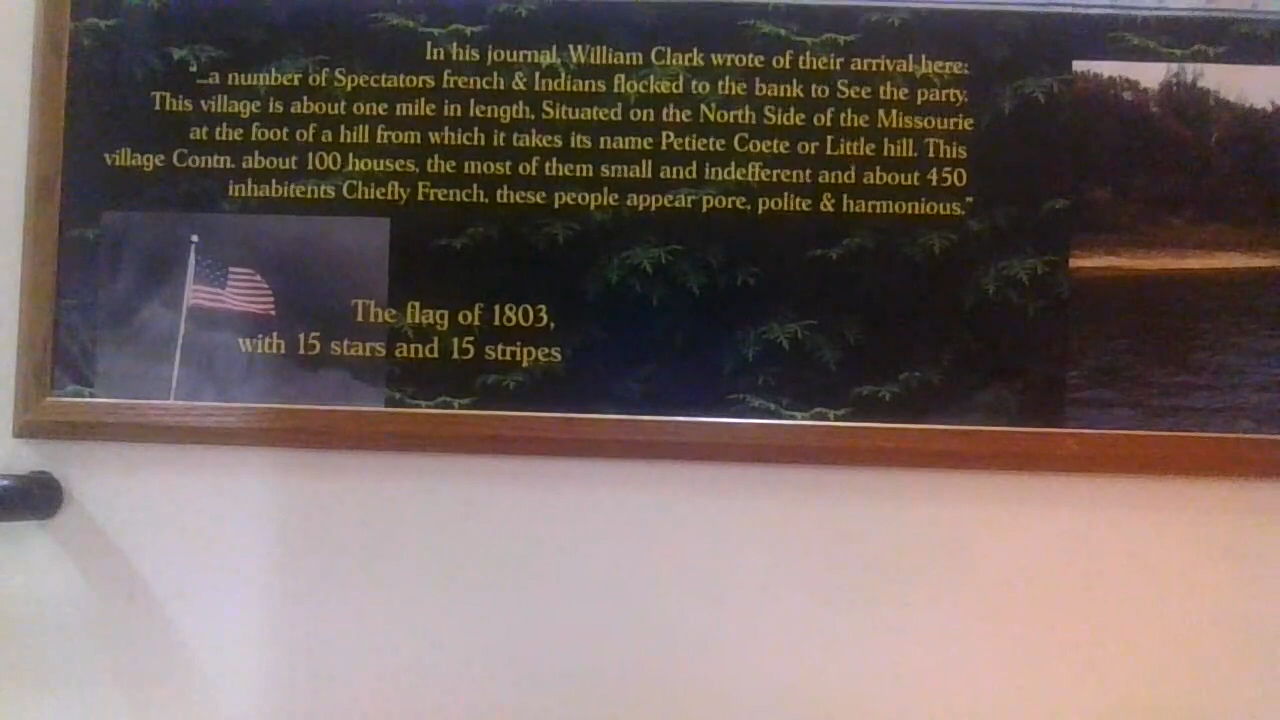 In his journal, William Clark wrote of their arrival here:
"...a number of Spectators french & Indians flocked to the bank to See the party.
This village is about one mile in length, Situated on the North Side of the Missourie
at the foot of a hill from which it takes its name Petiete Coete or Little hill. This
village Contn. about 100 houses, the most of them small and indefferent and about 450
inhabitents Chiefly French, these people appear pore, polite & harmonious."
The flag of 1803,
with 15 stars and 15 stripes